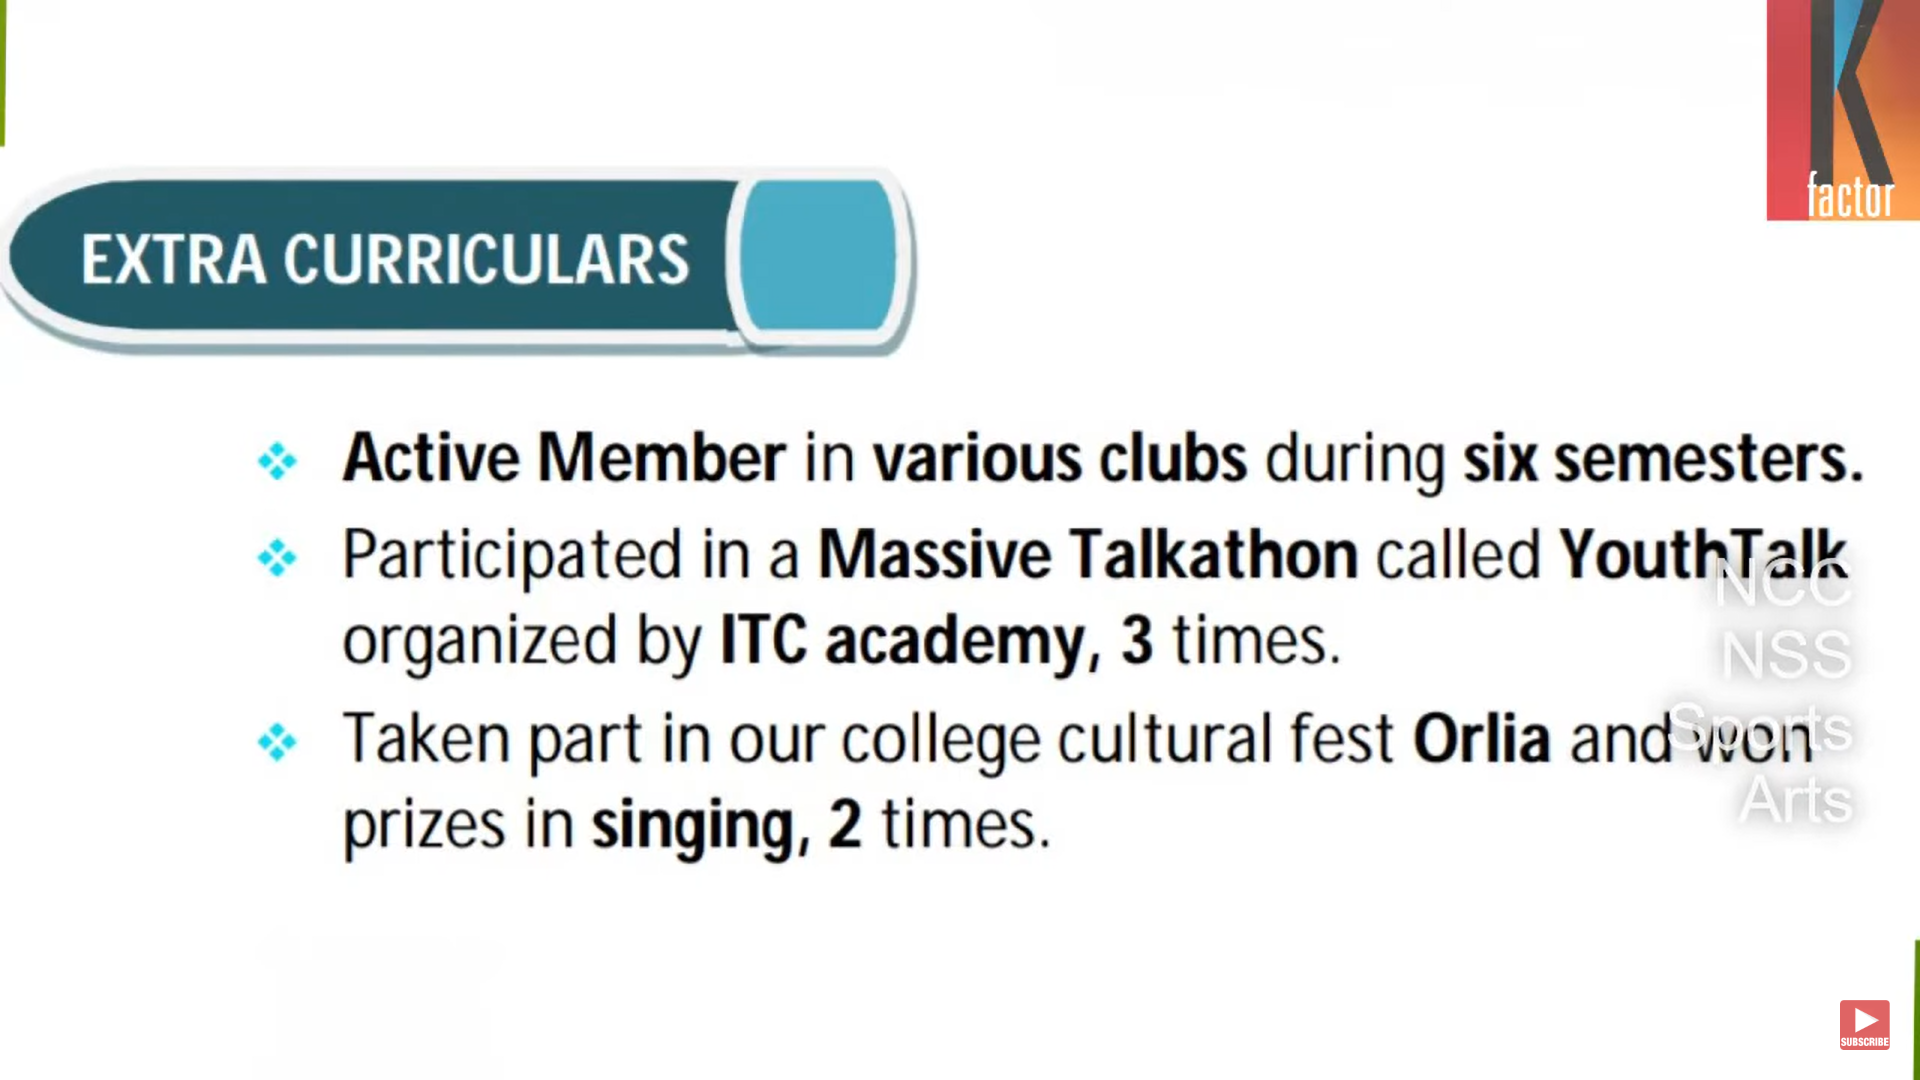 K
factor
EXTRA CURRICULARS
Active Member in various clubs during six semesters.
Participated in a Massive Talkathon called YouthTalk
organized by ITC academy, 3 times.
Taken part in our college cultural fest Orlia and won
prizes in singing, 2 times.
NCC
NSS
Sports
Arts
SUBSCRIBE